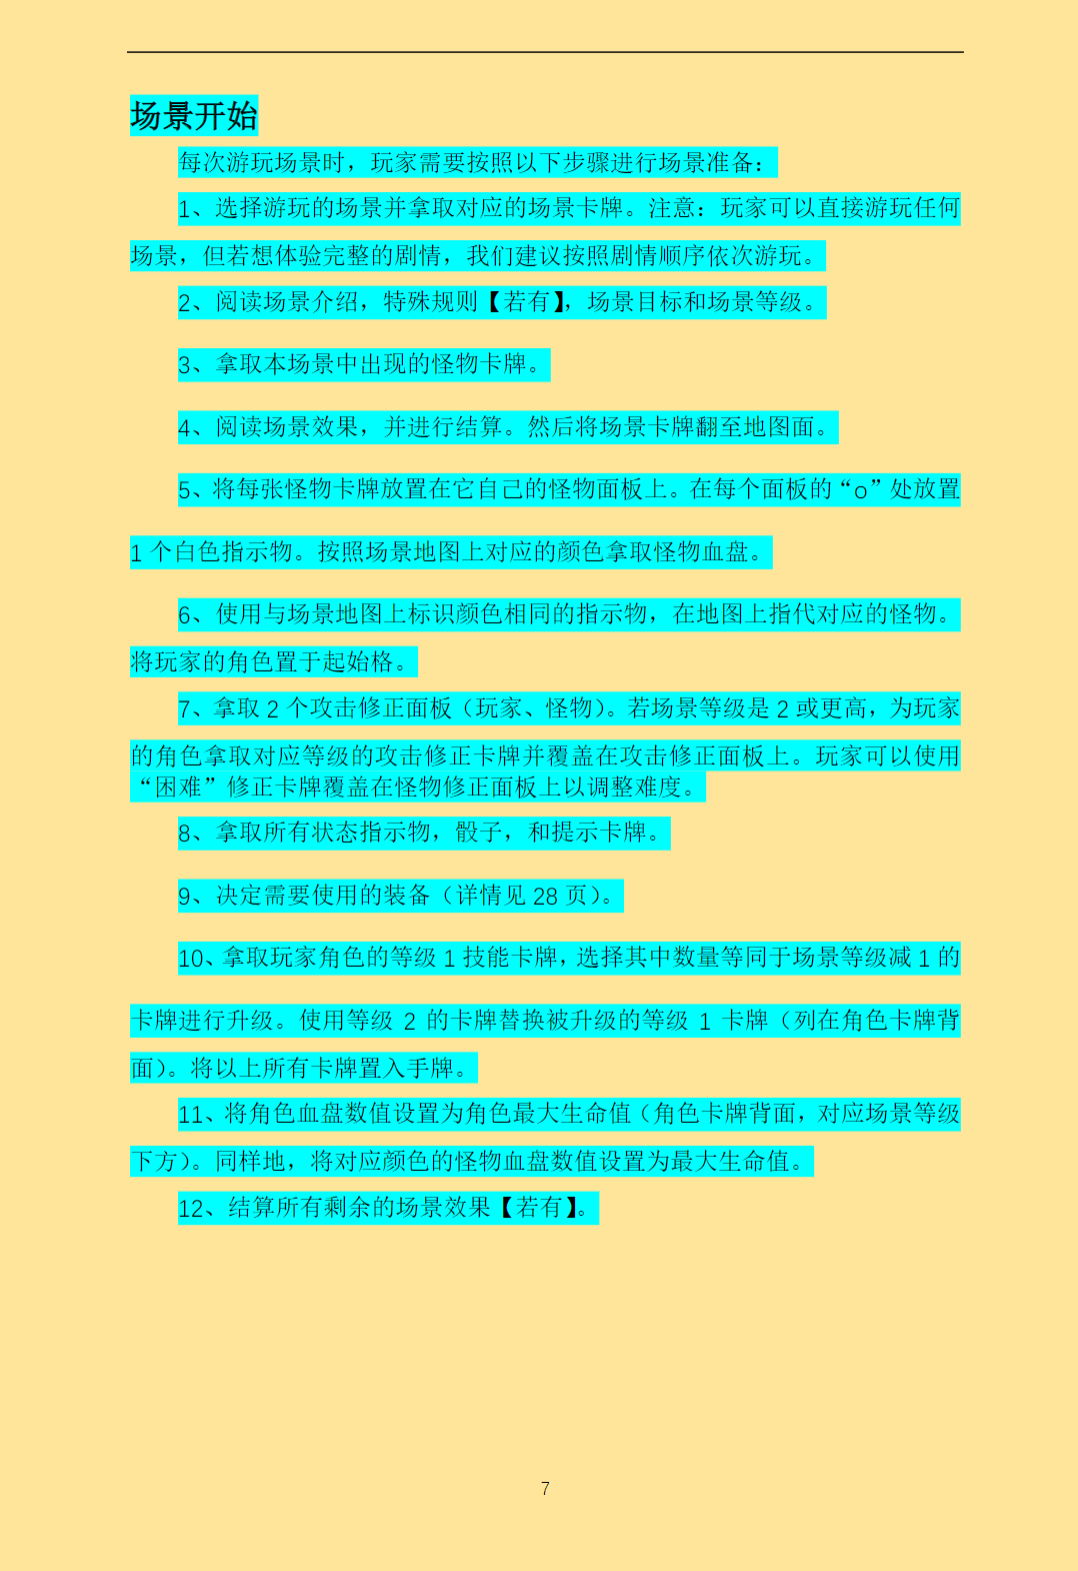 场景开始
每次游玩场景时，玩家需要按照以下步骤进行场景准备：
1、选择游玩的场景并拿取对应的场景卡牌。注意：玩家可以直接游玩任何
场景，但若想体验完整的剧情，我们建议按照剧情顺序依次游玩。
2、阅读场景介绍，特殊规则【若有】，场景目标和场景等级。
3、拿取本场景中出现的怪物卡牌。
4、阅读场景效果，并进行结算。然后将场景卡牌翻至地图面。
5、将每张怪物卡牌放置在它自己的怪物面板上。在每个面板的“o”处放置
1 个白色指示物。按照场景地图上对应的颜色拿取怪物血盘。
6、使用与场景地图上标识颜色相同的指示物，在地图上指代对应的怪物。
将玩家的角色置于起始格。
7、拿取 2 个攻击修正面板（玩家、怪物）。若场景等级是 2 或更高，为玩家
的角色拿取对应等级的攻击修正卡牌并覆盖在攻击修正面板上。玩家可以使用
“困难”修正卡牌覆盖在怪物修正面板上以调整难度。
8、拿取所有状态指示物，骰子，和提示卡牌。
9、决定需要使用的装备（详情见 28 页）。
10、拿取玩家角色的等级 1 技能卡牌，选择其中数量等同于场景等级减 1 的
卡牌进行升级。使用等级 2 的卡牌替换被升级的等级 1 卡牌（列在角色卡牌背
面）。将以上所有卡牌置入手牌。
11、将角色血盘数值设置为角色最大生命值（角色卡牌背面，对应场景等级
下方）。同样地，将对应颜色的怪物血盘数值设置为最大生命值。
12、结算所有剩余的场景效果【若有】。
7